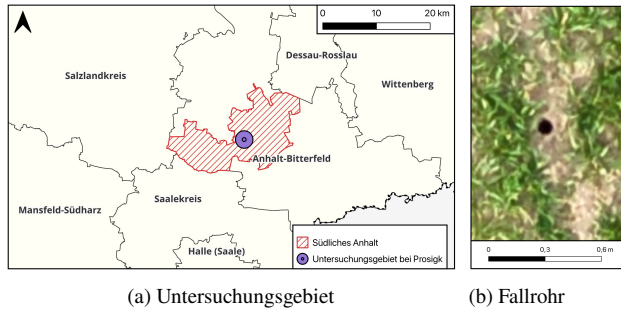 0 10 20 km
Dessau-Rosslau
Salzlandkreis
Wittenberg
Anhalt-Bitterfeld
Saalekreis
Mansfeld-Südharz
Halle (Saale)
Südliches Anhalt
Untersuchungsgebiet bei Prosigk
0 0,3 0,6 m
(a) Untersuchungsgebiet
(b) Fallrohr